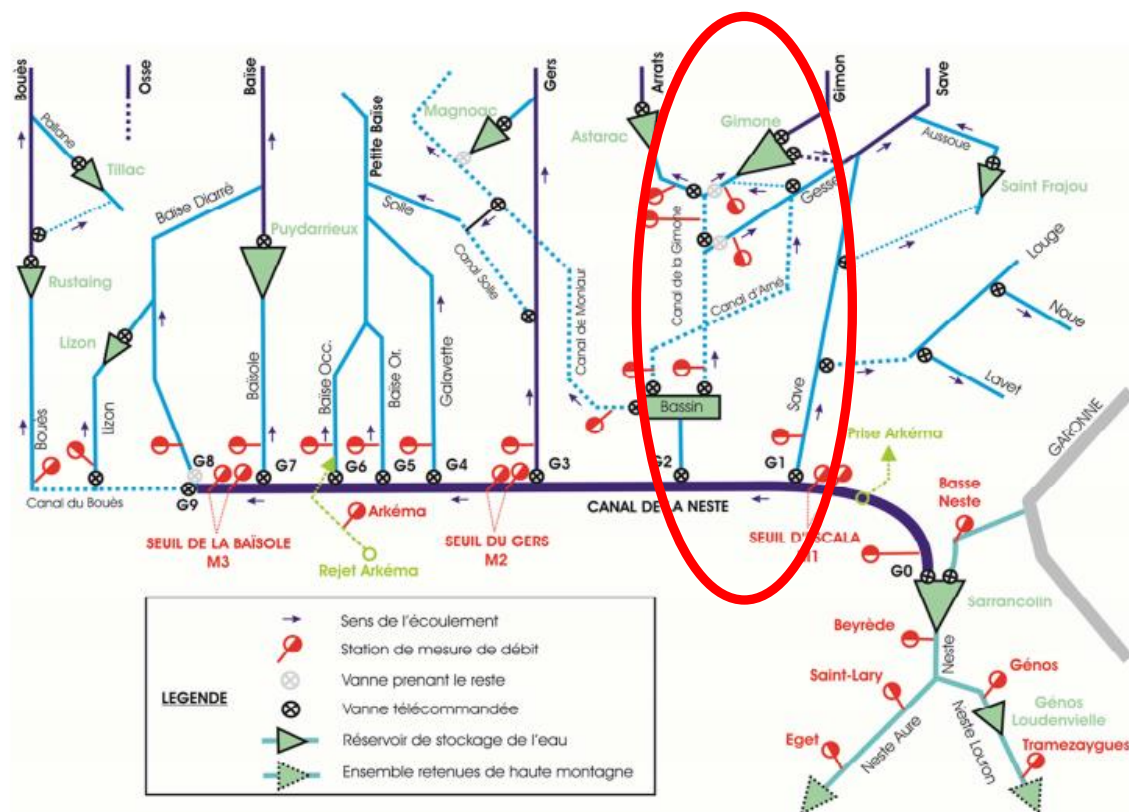 Bouès
Osse
Baïse
Gers
Arrats
Gimon
Save
Pallane
Tillac
Magnoac
Astarac
Gimone
Aussoue
Petite Baïse
Gesse
Saint Frajou
Baïse Diarré
Solle
Puydarrieux
Rustaing
Canal Solle
Canal de Monlaur
Canal de la Gimone
Canal d'Arné
Louge
Noue
Lizon
Lavet
Baïsole
Baïse Occ.
Baïse Or.
Galavette
Save
Bassin
Bouès
Lizon
GARONNE
Prise Arkéma
G8
G7
G6
G5
G4
G3
G2
G1
Basse
Neste
Canal du Bouès
G9
CANAL DE LA NESTE
Arkéma
SEUIL DE LA BAÏSOLE
M3
SEUIL DU GERS
M2
SEUIL D'ESCALA
M1
G0
Rejet Arkéma
Sarrancolin
Beyrède
Neste
Saint-Lary
Génos
Génos
Loudenvielle
Eget
Neste Aure
Neste Louron
Tramezaygues
LEGENDE
Sens de l'écoulement
Station de mesure de débit
Vanne prenant le reste
Vanne télécommandée
Réservoir de stockage de l'eau
Ensemble retenues de haute montagne